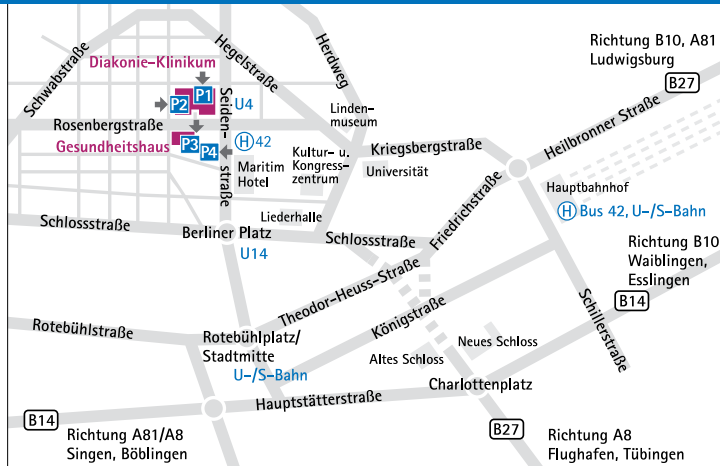 Richtung B10, A81
Ludwigsburg
B27
Schwabstraße
Hegelstraße
Herdweg
Diakonie-Klinikum
P1
P2
U4
Seiden-
straße
Linden-
museum
Heilbronner Straße
Rosenbergstraße
Gesundheitshaus
P3
P4
H 42
Kriegsbergstraße
Kultur- u.
Kongress-
zentrum
Universität
Maritim
Hotel
Hauptbahnhof
H Bus 42, U-/S-Bahn
Friedrichstraße
Liederhalle
Schlossstraße
Berliner Platz
Schlossstraße
U14
Richtung B10
Waiblingen,
Esslingen
B14
Theodor-Heuss-Straße
Königstraße
Schillerstraße
Rotebühlstraße
Rotebühlplatz/
Stadtmitte
U-/S-Bahn
Neues Schloss
Altes Schloss
Charlottenplatz
Hauptstätterstraße
B14
Richtung A81/A8
Singen, Böblingen
B27
Richtung A8
Flughafen, Tübingen